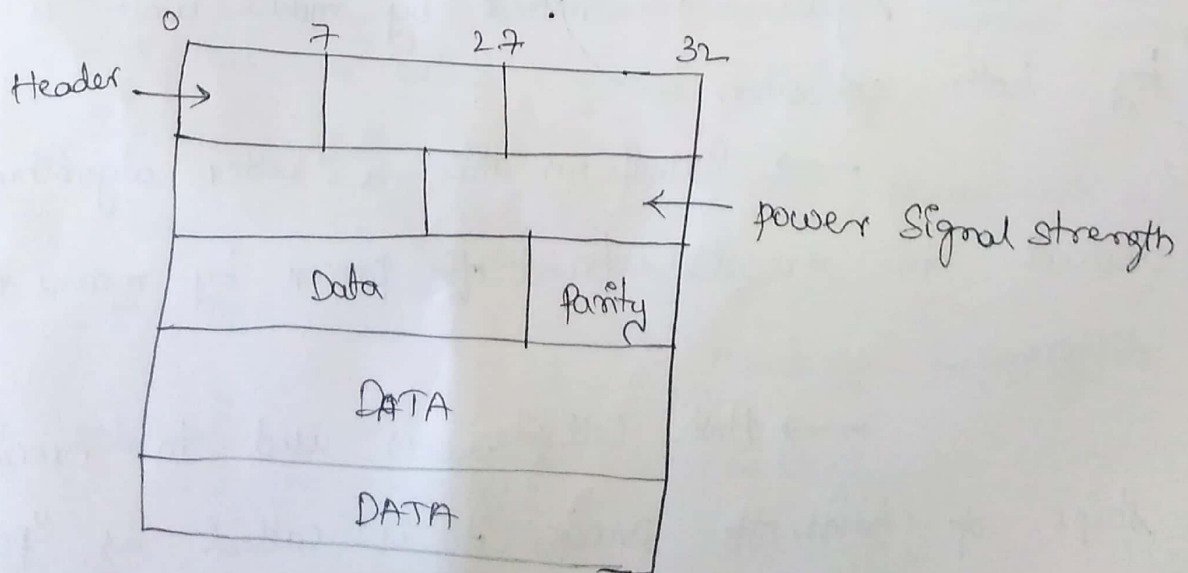 0 7 27 32
Header
Power Signal strength
Data Parity
DATA
DATA